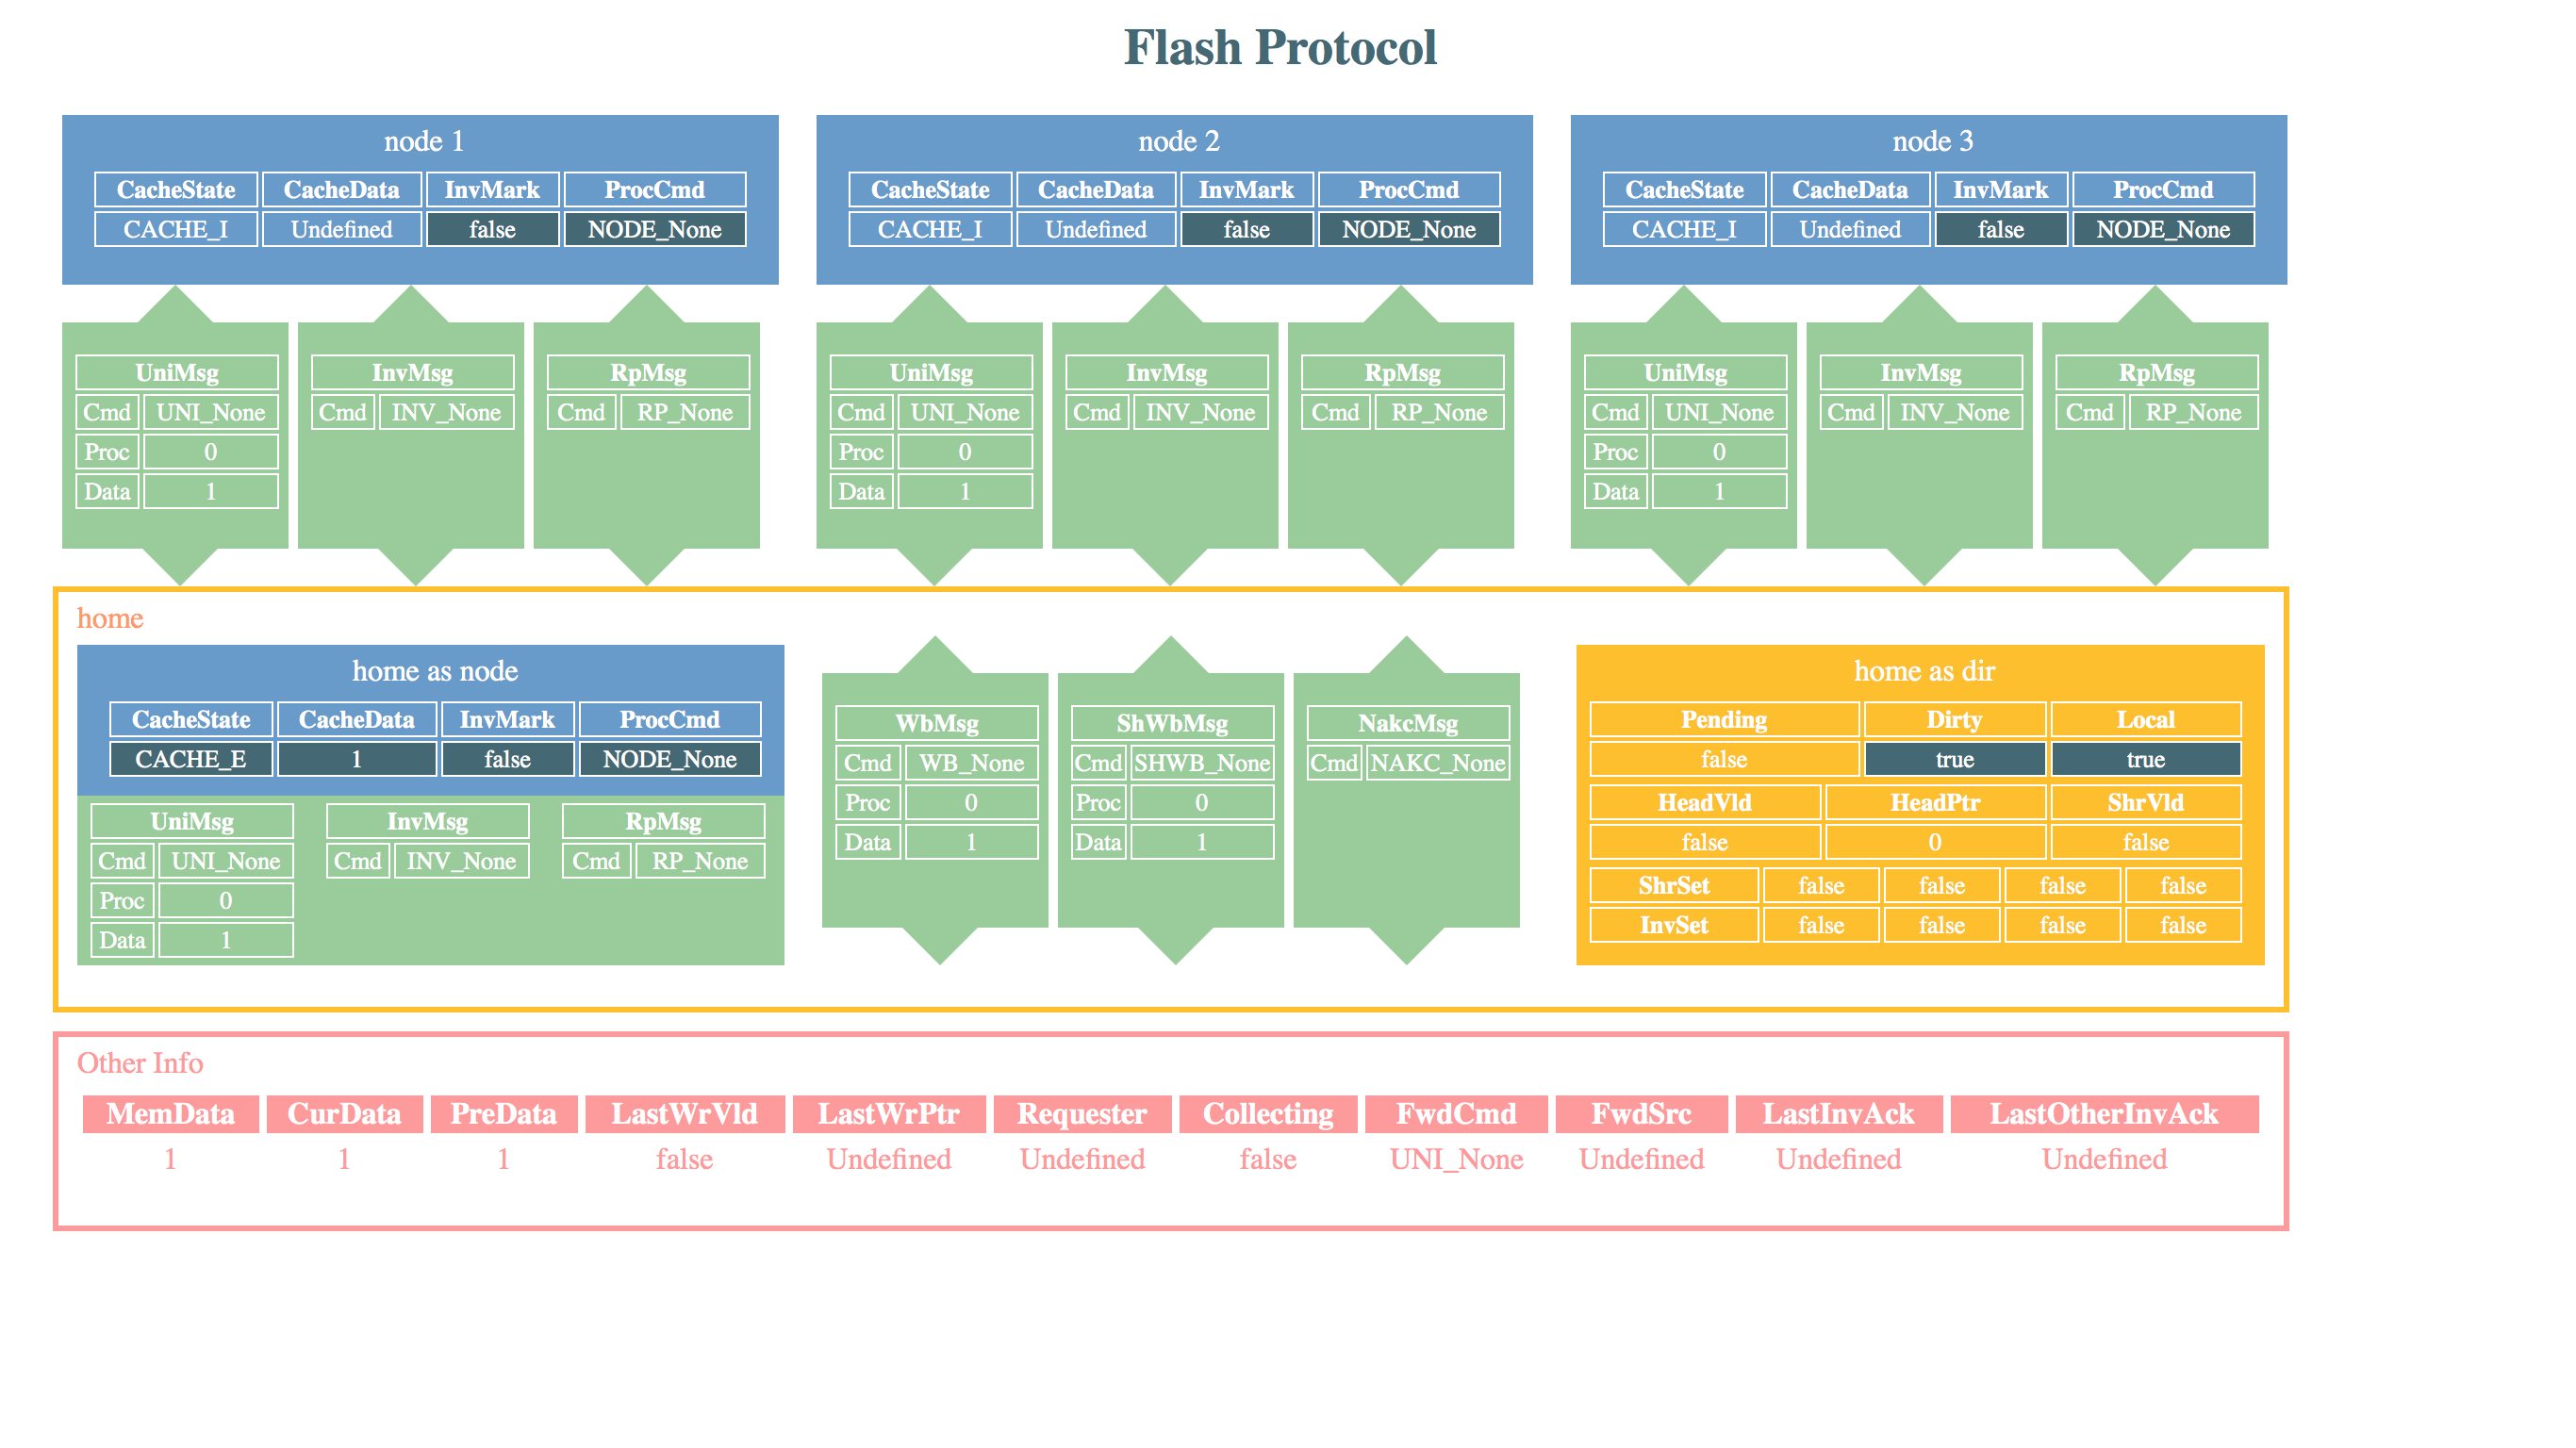 Flash Protocol
node 1 node 2 node 3
CacheState CacheData InvMark ProcCmd CacheState CacheData InvMark ProcCmd CacheState CacheData InvMark ProcCmd
CACHE_I Undefined false NODE_None CACHE_I Undefined false NODE_None CACHE_I Undefined false NODE_None
UniMsg InvMsg RpMsg UniMsg InvMsg RpMsg UniMsg InvMsg RpMsg
Cmd UNI_None Cmd INV_None Cmd RP_None Cmd UNI_None Cmd INV_None Cmd RP_None Cmd UNI_None Cmd INV_None Cmd RP_None
Proc 0 Proc 0 Proc 0
Data 1 Data 1 Data 1
home
home as node
CacheState CacheData InvMark ProcCmd
CACHE_E 1 false NODE_None
UniMsg InvMsg RpMsg
Cmd UNI_None Cmd INV_None Cmd RP_None
Proc 0
Data 1
WbMsg ShWbMsg NakcMsg
Cmd WB_None Cmd SHWB_None Cmd NAKC_None
Proc 0 Proc 0
Data 1 Data 1
home as dir
Pending Dirty Local
false true true
HeadVld HeadPtr ShrVld
false 0 false
ShrSet false false false false
InvSet false false false false
Other Info
MemData CurData PreData LastWrVld LastWrPtr Requester Collecting FwdCmd FwdSrc LastInvAck LastOtherInvAck
1 1 1 false Undefined Undefined false UNI_None Undefined Undefined Undefined